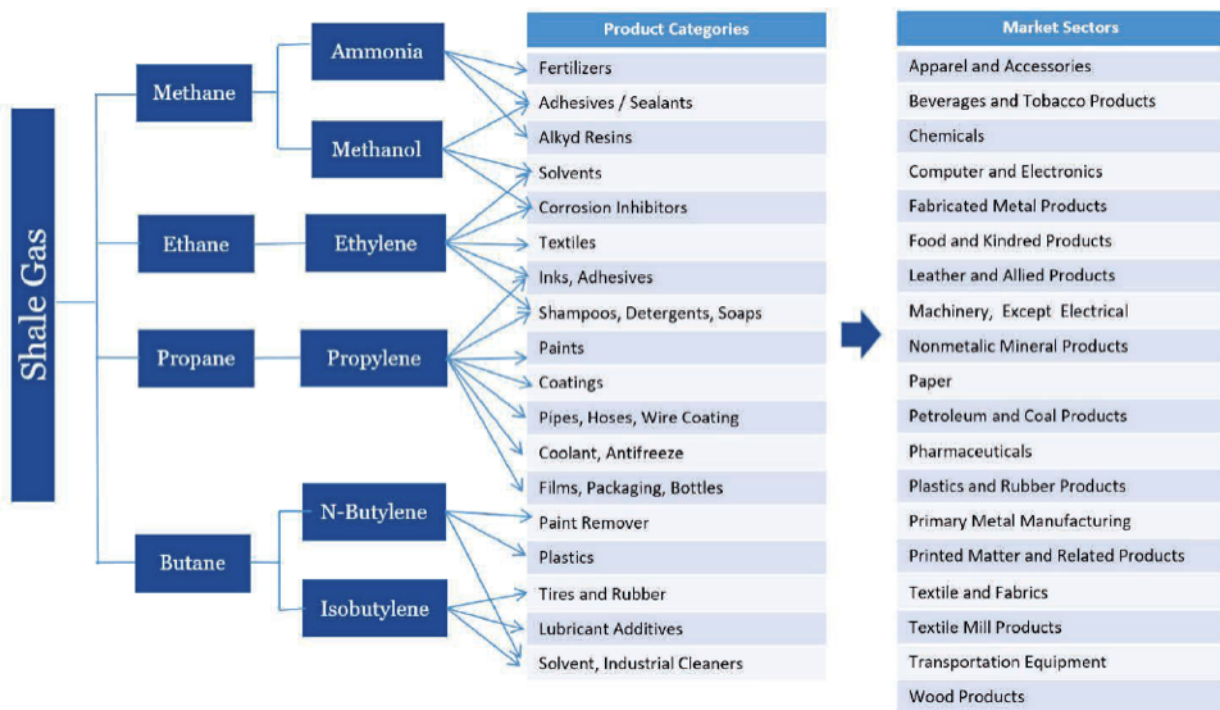 Shale Gas
Methane
Ethane
Propane
Butane
Ammonia
Methanol
Ethylene
Propylene
N-Butylene
Isobutylene
Product Categories
Fertilizers
Adhesives / Sealants
Alkyd Resins
Solvents
Corrosion Inhibitors
Textiles
Inks, Adhesives
Shampoos, Detergents, Soaps
Paints
Coatings
Pipes, Hoses, Wire Coating
Coolant, Antifreeze
Films, Packaging, Bottles
Paint Remover
Plastics
Tires and Rubber
Lubricant Additives
Solvent, Industrial Cleaners
Market Sectors
Apparel and Accessories
Beverages and Tobacco Products
Chemicals
Computer and Electronics
Fabricated Metal Products
Food and Kindred Products
Leather and Allied Products
Machinery, Except Electrical
Nonmetalic Mineral Products
Paper
Petroleum and Coal Products
Pharmaceuticals
Plastics and Rubber Products
Primary Metal Manufacturing
Printed Matter and Related Products
Textile and Fabrics
Textile Mill Products
Transportation Equipment
Wood Products